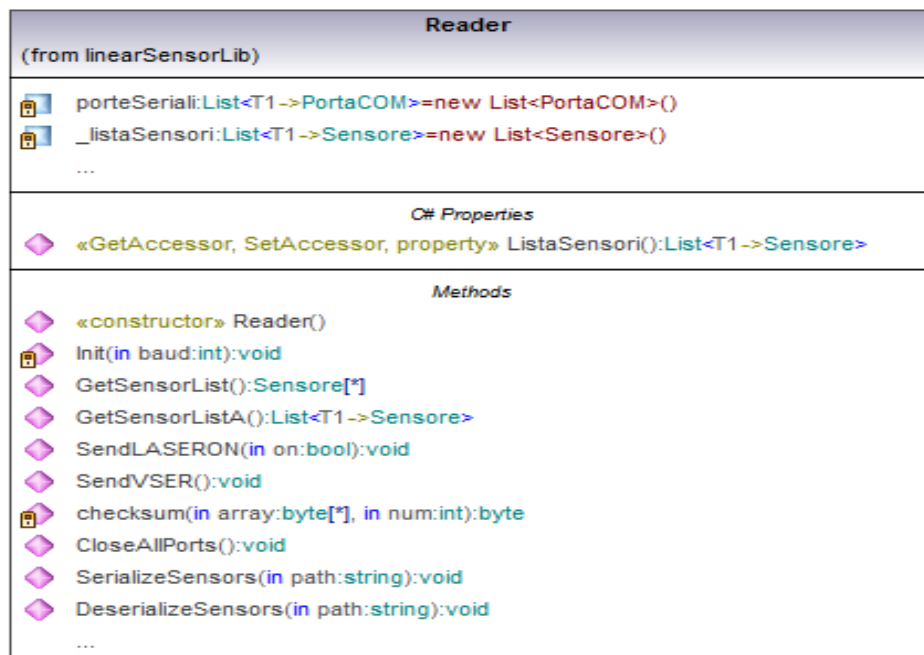 Reader
(from linearSensorLib)
porteSeriali:List<T1->PortaCOM>=new List<PortaCOM>()
_listaSensori:List<T1->Sensore>=new List<Sensore>()
...
C# Properties
«GetAccessor, SetAccessor, property» ListaSensori():List<T1->Sensore>
Methods
«constructor» Reader()
Init(in baud:int):void
GetSensorList():Sensore[*]
GetSensorListA():List<T1->Sensore>
SendLASERON(in on:bool):void
SendVSER():void
checksum(in array:byte[*], in num:int):byte
CloseAllPorts():void
SerializeSensors(in path:string):void
DeserializeSensors(in path:string):void
...